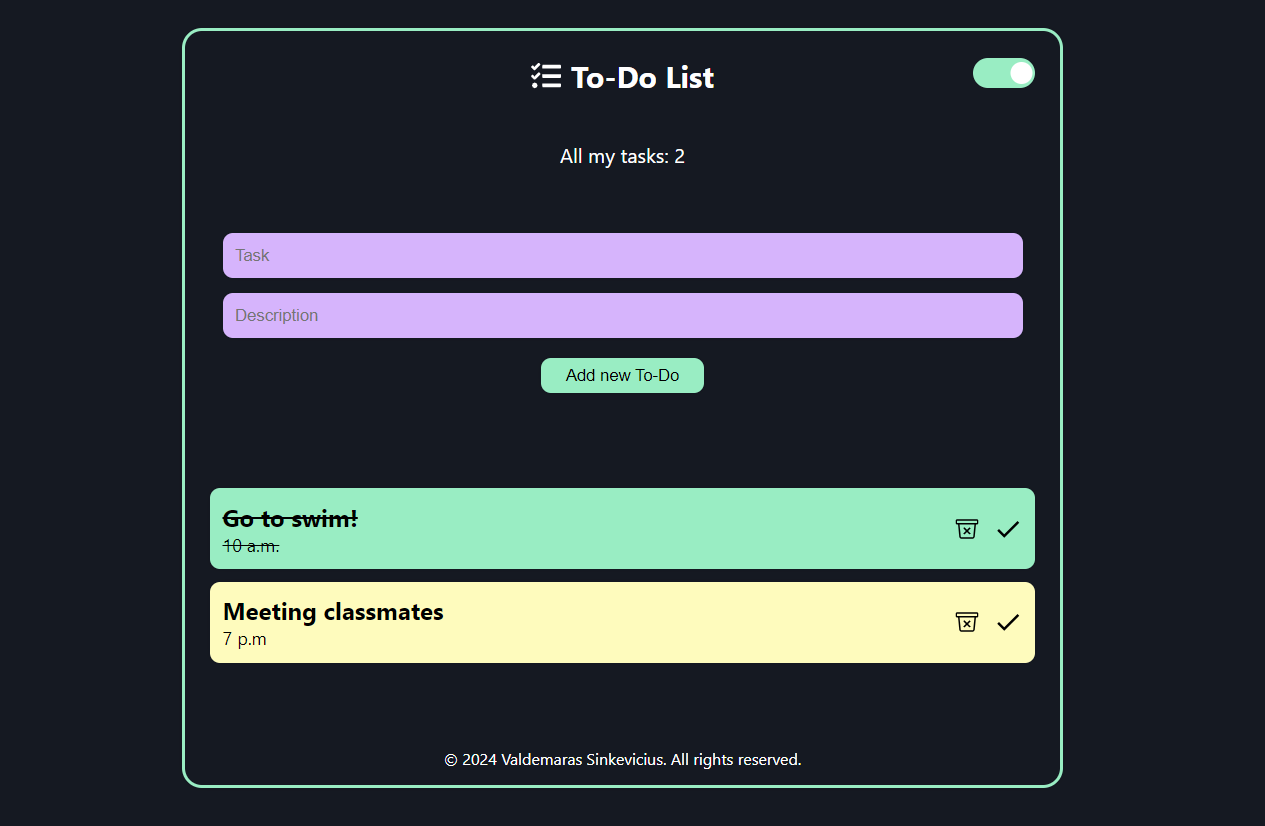 To-Do List
All my tasks: 2
Task
Description
Add new To-Do
Go to swim!
10 a.m.
Meeting classmates
7 p.m
© 2024 Valdemaras Sinkevicius. All rights reserved.